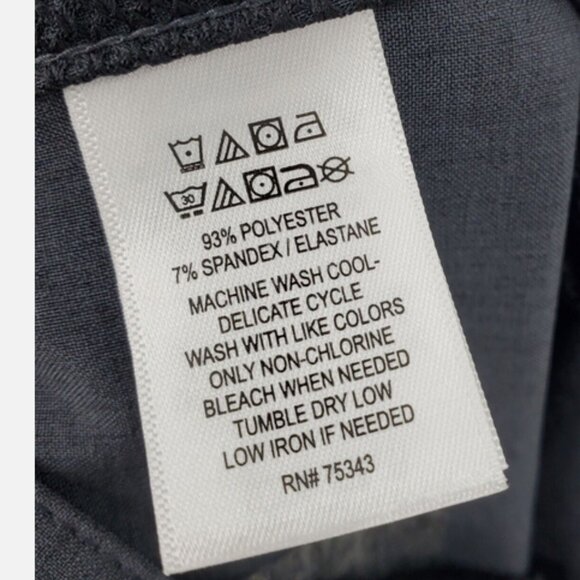 30
93% POLYESTER
7% SPANDEX / ELASTANE
MACHINE WASH COOL-
DELICATE CYCLE
WASH WITH LIKE COLORS
ONLY NON-CHLORINE
BLEACH WHEN NEEDED
TUMBLE DRY LOW
LOW IRON IF NEEDED
RN# 75343